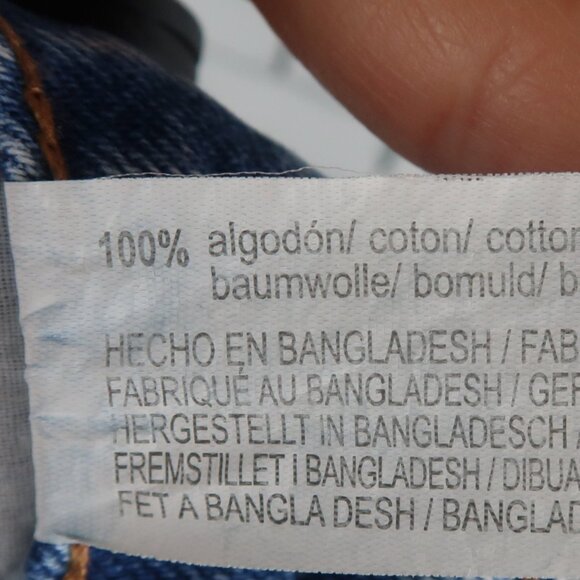 100% algodón/ coton/ cotton
baumwolle/ bomuld/ b
HECHO EN BANGLADESH / FAB
FABRIQUÉ AU BANGLADESH / GEF
HERGESTELLT IN BANGLADESCH
FREMSTILLET I BANGLADESH / DIBUA
FET A BANGLA DESH / BANGLAD